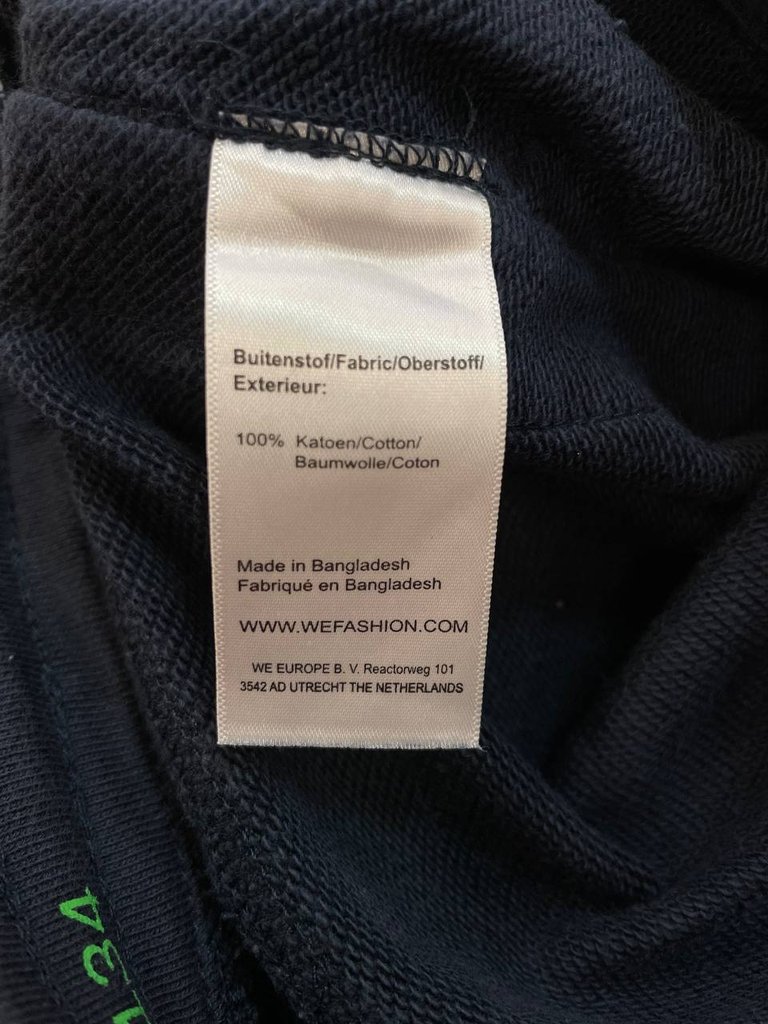 Buitenstof/Fabric/Oberstoff/
Exterieur:
100% Katoen/Cotton/
Baumwolle/Coton
Made in Bangladesh
Fabriqué en Bangladesh
WWW.WEFASHION.COM
WE EUROPE B. V. Reactorweg 101
3542 AD UTRECHT THE NETHERLANDS
134